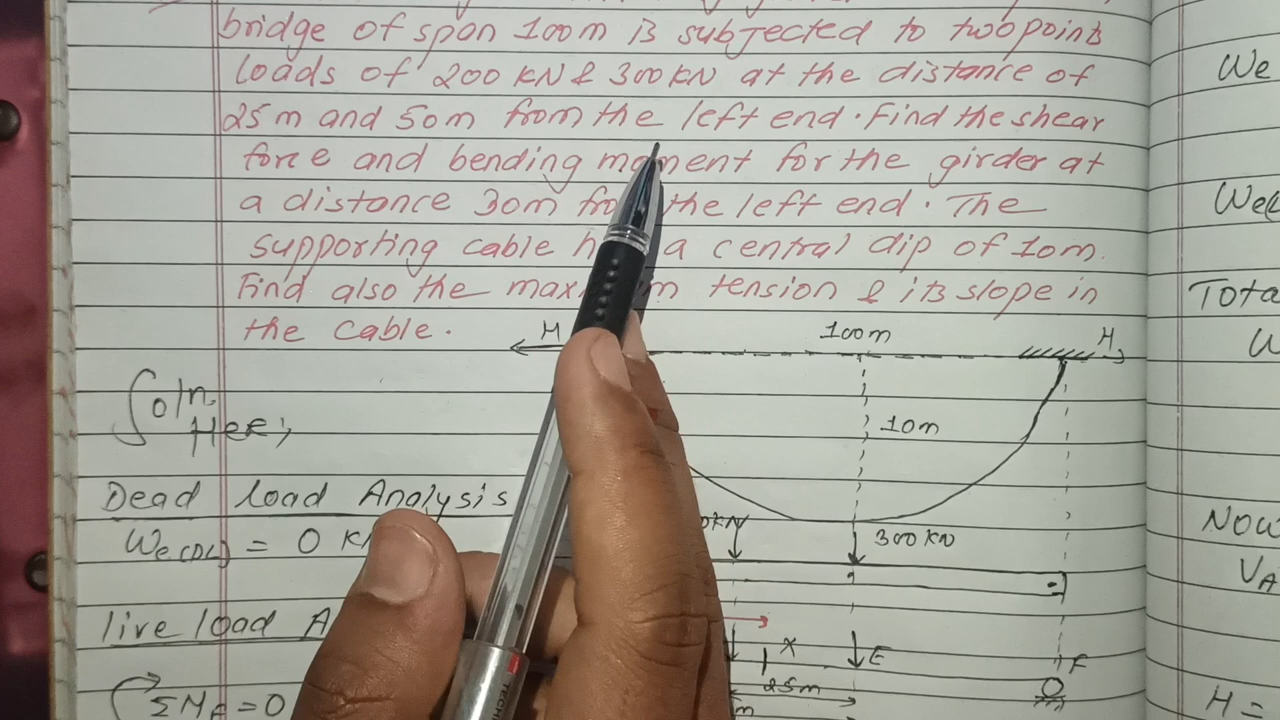 bridge of span 100m is subjected to two point
loads of 200 KN & 300 KN at the distance of
25m and 50m from the left end. Find the shear
force and bending moment for the girder at
a distance 30m the left end. The
supporting cable a central dip of 10m.
Find also the tension & its slope in
the cable.
H 100m H
Soln,
Here,
10m
Dead load Analysis
We(DL) = 0
300 KN
live load
X E F
25m
ΣMF = 0
We
Wel
Tota
W
Now
VA
H =